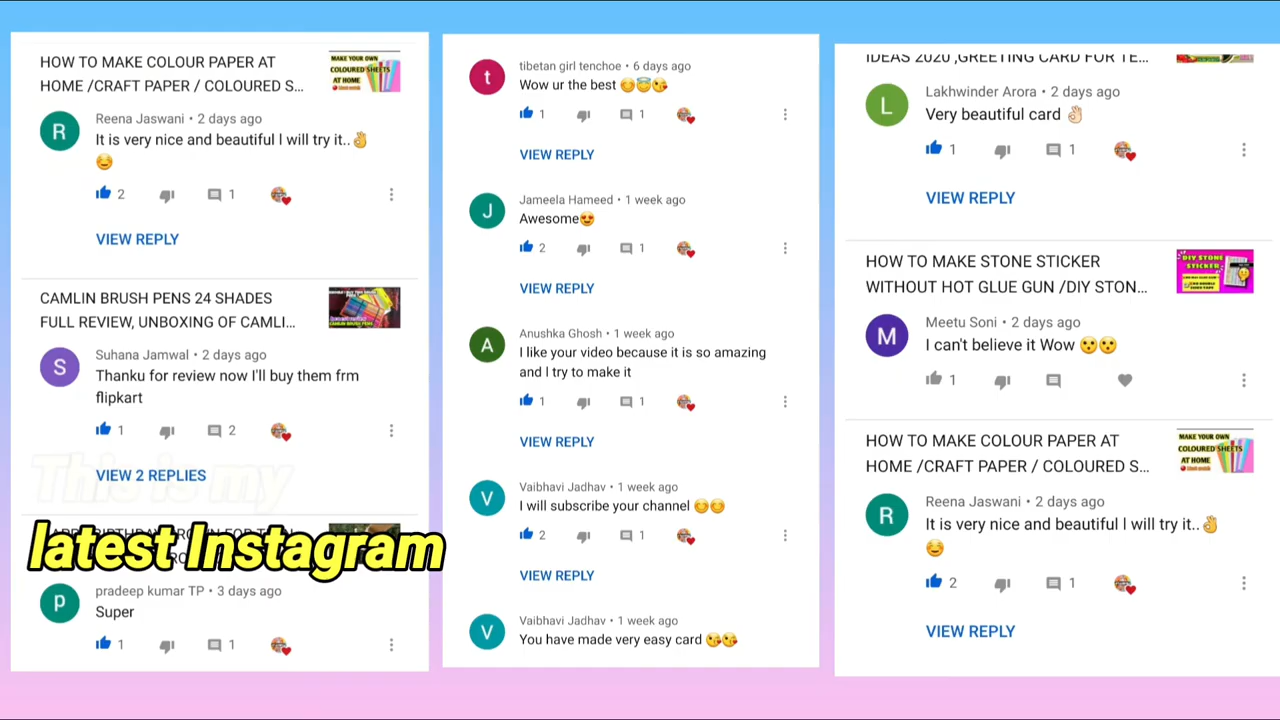 HOW TO MAKE COLOUR PAPER AT
HOME /CRAFT PAPER / COLOURED S...
MAKE YOUR OWN
COLOURED SHEETS
AT HOME
Reena Jaswani • 2 days ago
It is very nice and beautiful I will try it..👌🏻
☺️
2
1
VIEW REPLY
CAMLIN BRUSH PENS 24 SHADES
FULL REVIEW, UNBOXING OF CAMLI...
S
Suhana Jamwal • 2 days ago
Thanku for review now I'll buy them frm
flipkart
1
2
VIEW 2 REPLIES
This is my
latest Instagram
pradeep kumar TP • 3 days ago
Super
1
1
tibetan girl tenchoe • 6 days ago
Wow ur the best 😊😇😘
1
1
VIEW REPLY
Jameela Hameed • 1 week ago
Awesome😍
2
1
VIEW REPLY
Anushka Ghosh • 1 week ago
I like your video because it is so amazing
and I try to make it
1
1
VIEW REPLY
Vaibhavi Jadhav • 1 week ago
I will subscribe your channel 😊😊
2
1
VIEW REPLY
Vaibhavi Jadhav • 1 week ago
You have made very easy card 😘😘
IDEAS 2020 ,GREETING CARD FOR TE...
Lakhwinder Arora • 2 days ago
Very beautiful card 👌🏻
1
1
VIEW REPLY
HOW TO MAKE STONE STICKER
WITHOUT HOT GLUE GUN /DIY STON...
DIY STONE
STICKER
Meetu Soni • 2 days ago
I can't believe it Wow 😯😯
1
HOW TO MAKE COLOUR PAPER AT
HOME /CRAFT PAPER / COLOURED S...
MAKE YOUR OWN
COLOURED SHEETS
AT HOME
Reena Jaswani • 2 days ago
It is very nice and beautiful I will try it..👌🏻
☺️
2
1
VIEW REPLY